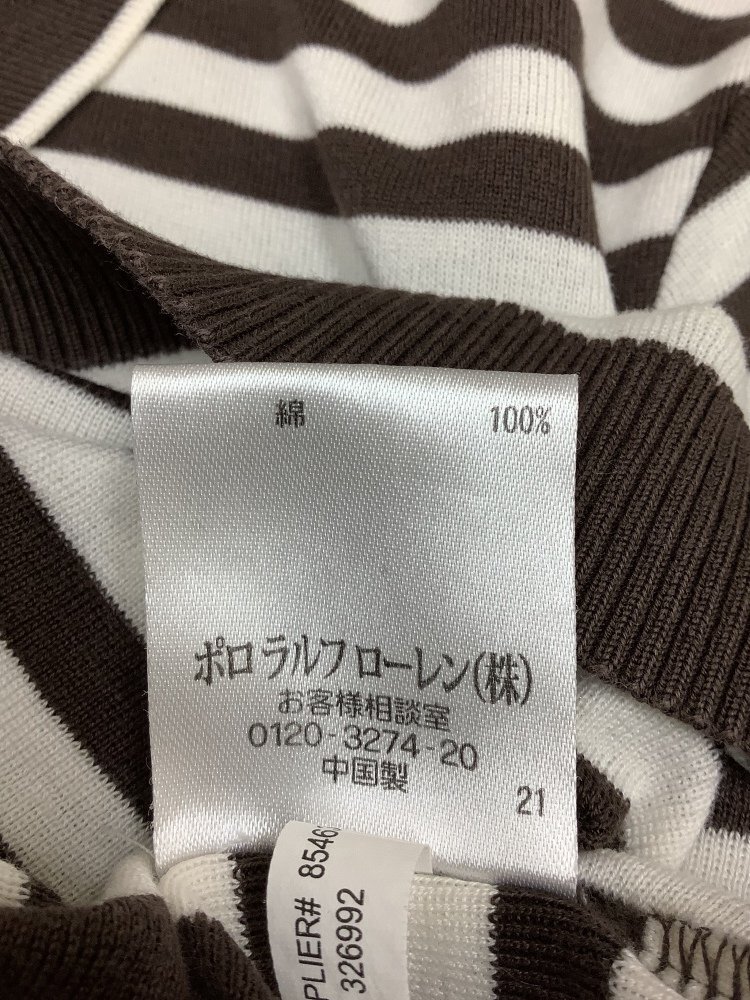 綿 100%
ポロ ラルフ ローレン(株)
お客様相談室
0120-3274-20
中国製
21
PLIER# 8546
326992